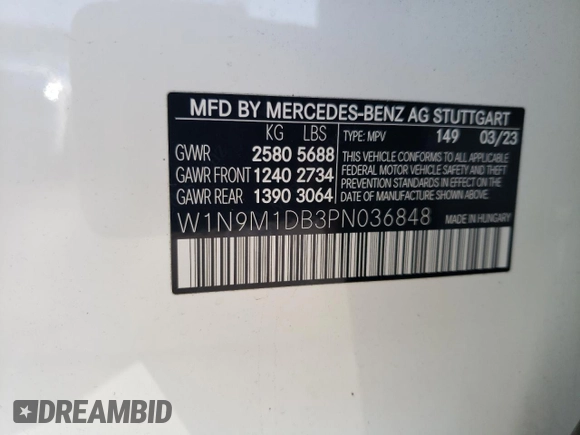 MFD BY MERCEDES-BENZ AG STUTTGART
KG LBS TYPE: MPV 149 03/23
GVWR 2580 5688
GAWR FRONT 1240 2734
GAWR REAR 1390 3064
THIS VEHICLE CONFORMS TO ALL APPLICABLE
FEDERAL MOTOR VEHICLE SAFETY AND THEFT
PREVENTION STANDARDS IN EFFECT ON THE
DATE OF MANUFACTURE SHOWN ABOVE.
W1N9M1DB3PN036848 MADE IN HUNGARY
DREAMBID